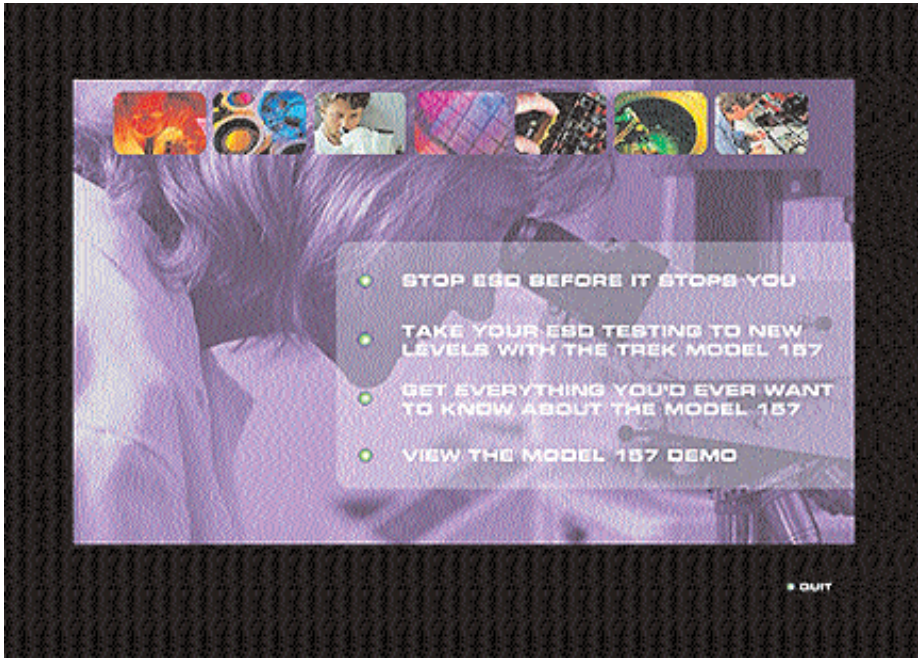 STOP ESD BEFORE IT STOPS YOU
TAKE YOUR ESD TESTING TO NEW
LEVELS WITH THE TREK MODEL 157
GET EVERYTHING YOU'D EVER WANT
TO KNOW ABOUT THE MODEL 157
VIEW THE MODEL 157 DEMO
QUIT